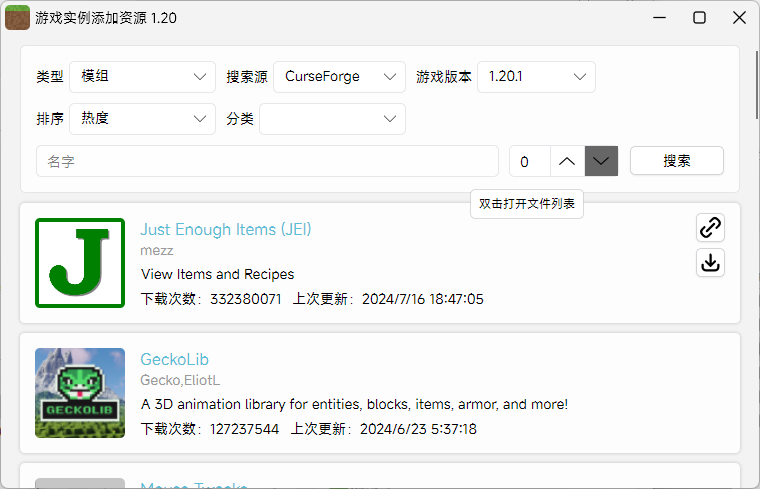 游戏实例添加资源 1.20
类型 模组 搜索源 CurseForge 游戏版本 1.20.1
排序 热度 分类
名字 0 搜索
双击打开文件列表
J
Just Enough Items (JEI)
mezz
View Items and Recipes
下载次数：332380071 上次更新：2024/7/16 18:47:05
GECKOLIB
GeckoLib
Gecko,EliotL
A 3D animation library for entities, blocks, items, armor, and more!
下载次数：127237544 上次更新：2024/6/23 5:37:18
Mouse Tweaks